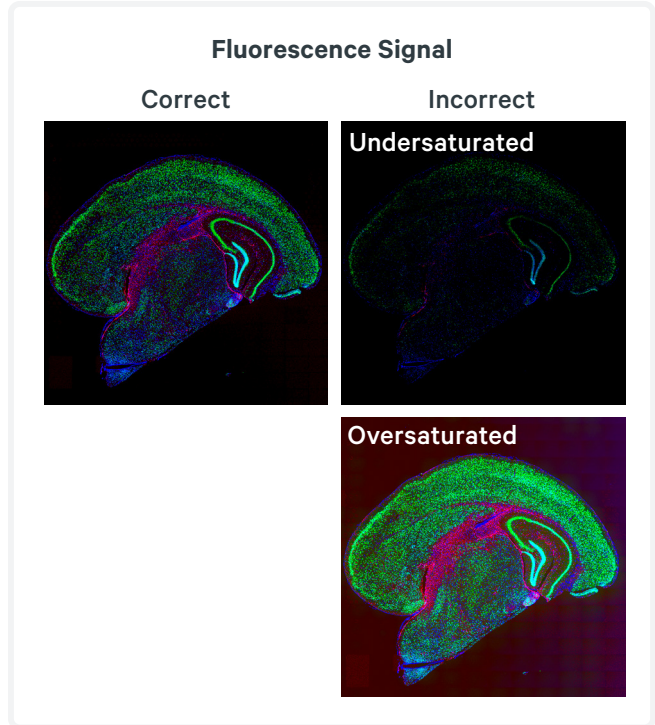 Fluorescence Signal
Correct
Incorrect
Undersaturated
Oversaturated